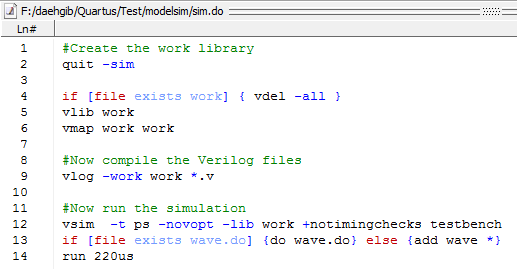 F:/daehgib/Quartus/Test/modelsim/sim.do
Ln#
1 #Create the work library
2 quit -sim
3
4 if [file exists work] { vdel -all }
5 vlib work
6 vmap work work
7
8 #Now compile the Verilog files
9 vlog -work work *.v
10
11 #Now run the simulation
12 vsim  -t ps -novopt -lib work +notimingchecks testbench
13 if [file exists wave.do] {do wave.do} else {add wave *}
14 run 220us